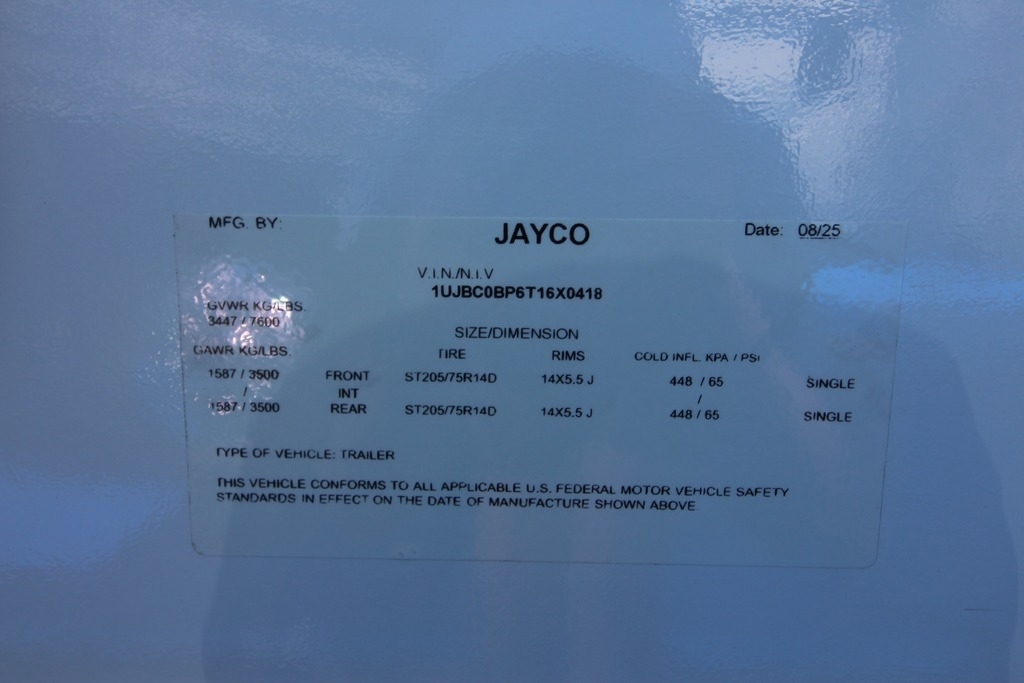 MFG. BY: JAYCO Date: 08/25
V.I.N./N.I.V
1UJBC0BP6T16X0418
GVWR KG/LBS.
3447 / 7600
SIZE/DIMENSION
GAWR KG/LBS. TIRE RIMS COLD INFL. KPA / PSI
1587 / 3500 FRONT ST205/75R14D 14X5.5 J 448 / 65 SINGLE
/ INT /
1587 / 3500 REAR ST205/75R14D 14X5.5 J 448 / 65 SINGLE
TYPE OF VEHICLE: TRAILER
THIS VEHICLE CONFORMS TO ALL APPLICABLE U.S. FEDERAL MOTOR VEHICLE SAFETY
STANDARDS IN EFFECT ON THE DATE OF MANUFACTURE SHOWN ABOVE.